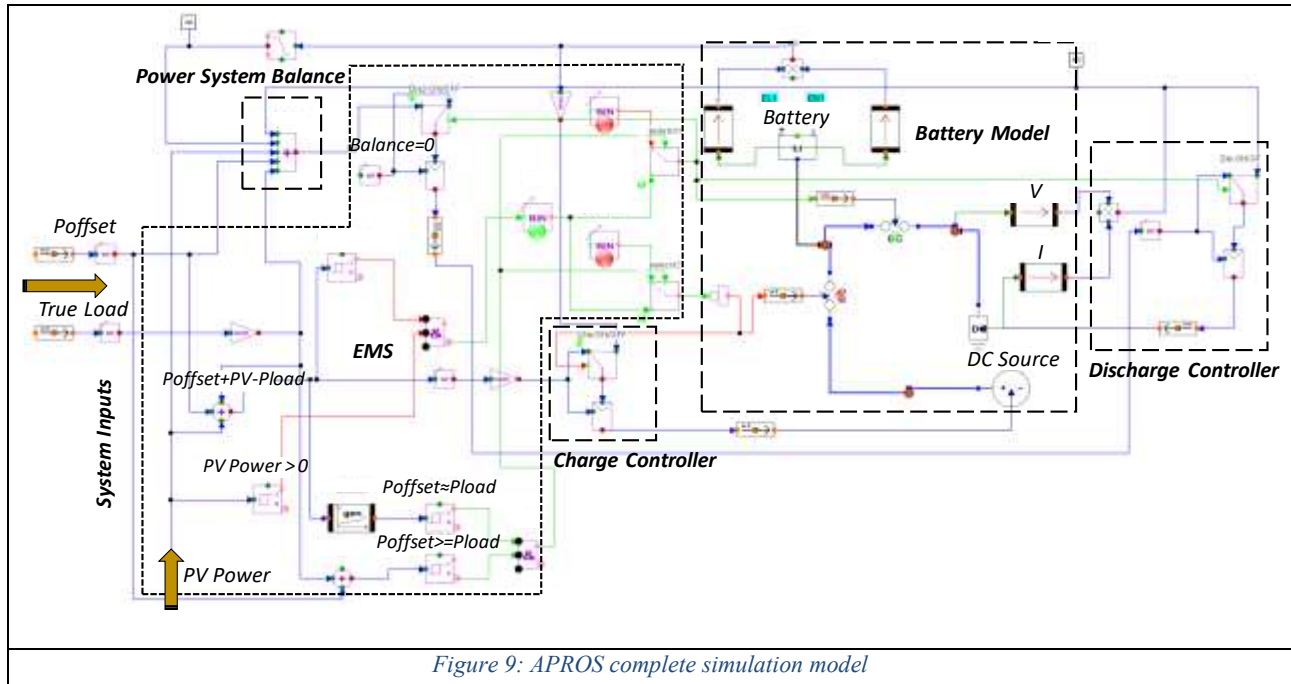 Power System Balance
Balance=0
Battery
Battery Model
V
I
Poffset
True Load
EMS
DC Source
Discharge Controller
System Inputs
Poffset+PV-Pload
Charge Controller
PV Power >0
Poffset≈Pload
Poffset>=Pload
PV Power
Figure 9: APROS complete simulation model